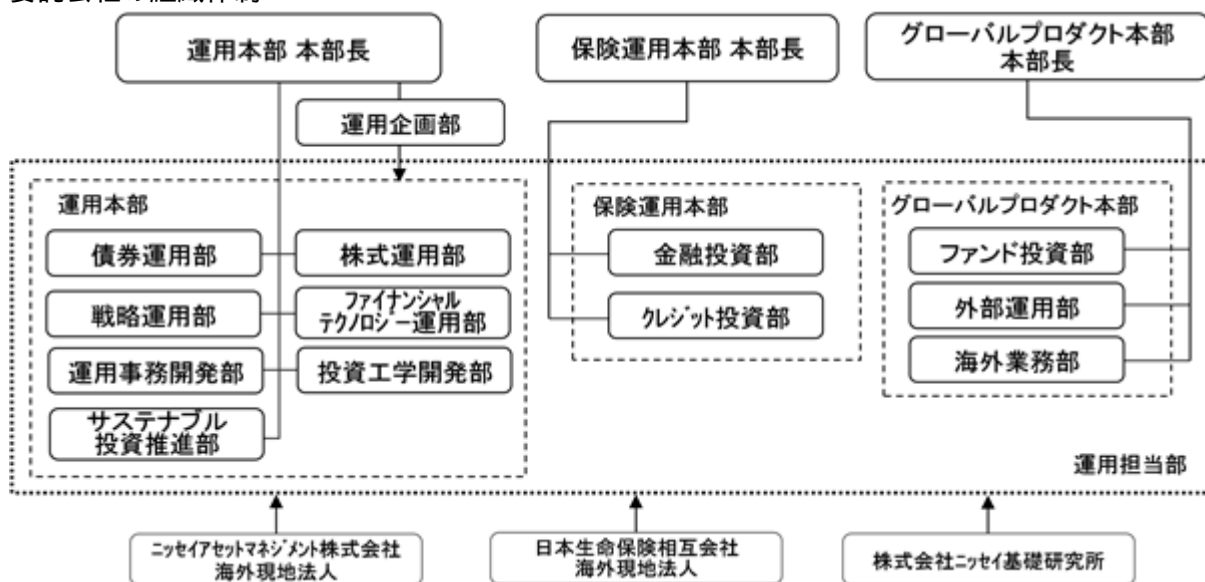 運用本部 本部長
保険運用本部 本部長
グローバルプロダクト本部
本部長
運用企画部
運用本部
債券運用部
株式運用部
戦略運用部
ファイナンシャル
テクノロジー運用部
運用事務開発部
投資工学開発部
サステナブル
投資推進部
保険運用本部
金融投資部
クレジット投資部
グローバルプロダクト本部
ファンド投資部
外部運用部
海外業務部
運用担当部
ニッセイアセットマネジメント株式会社
海外現地法人
日本生命保険相互会社
海外現地法人
株式会社ニッセイ基礎研究所